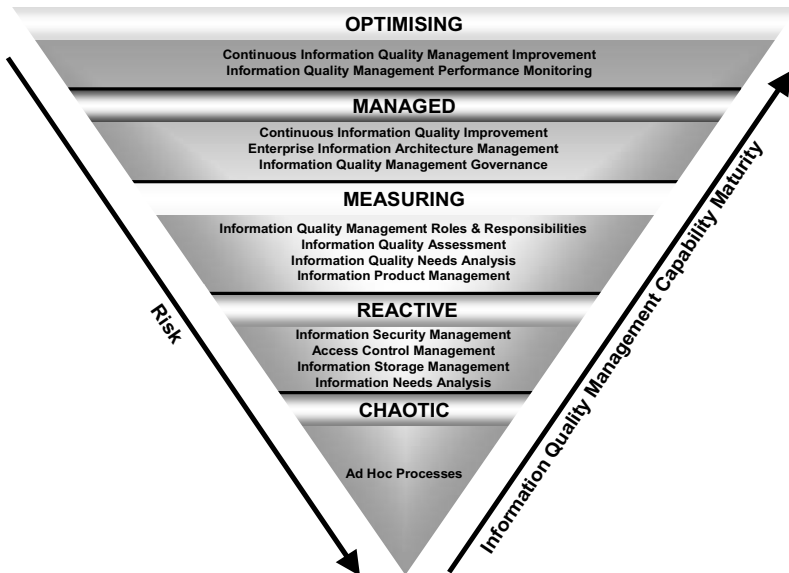 OPTIMISING
Continuous Information Quality Management Improvement
Information Quality Management Performance Monitoring
MANAGED
Continuous Information Quality Improvement
Enterprise Information Architecture Management
Information Quality Management Governance
MEASURING
Information Quality Management Roles & Responsibilities
Information Quality Assessment
Information Quality Needs Analysis
Information Product Management
REACTIVE
Information Security Management
Access Control Management
Information Storage Management
Information Needs Analysis
CHAOTIC
Ad Hoc Processes
Risk
Information Quality Management Capability Maturity